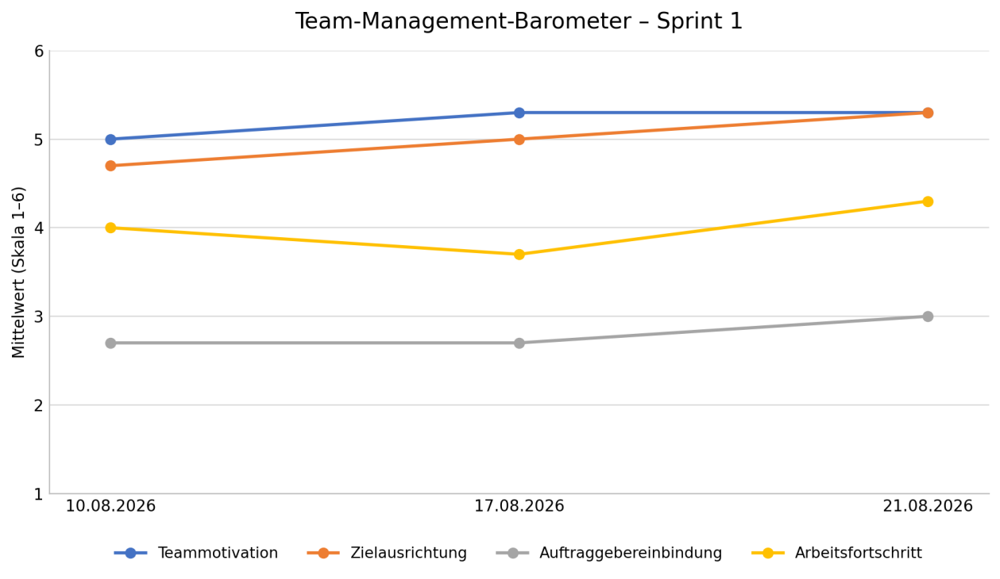 Team-Management-Barometer – Sprint 1
Mittelwert (Skala 1–6)
6
5
4
3
2
1
10.08.2026 17.08.2026 21.08.2026
Teammotivation Zielausrichtung Auftraggebereinbindung Arbeitsfortschritt